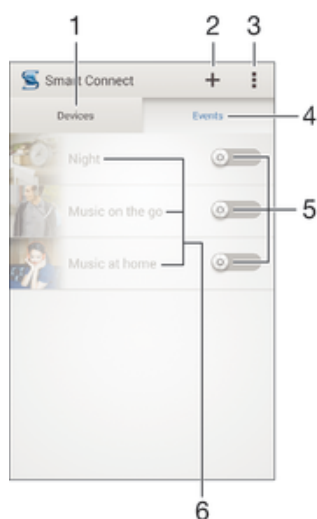 1 2 3
Smart Connect
Devices Events 4
Night
Music on the go 5
Music at home
6